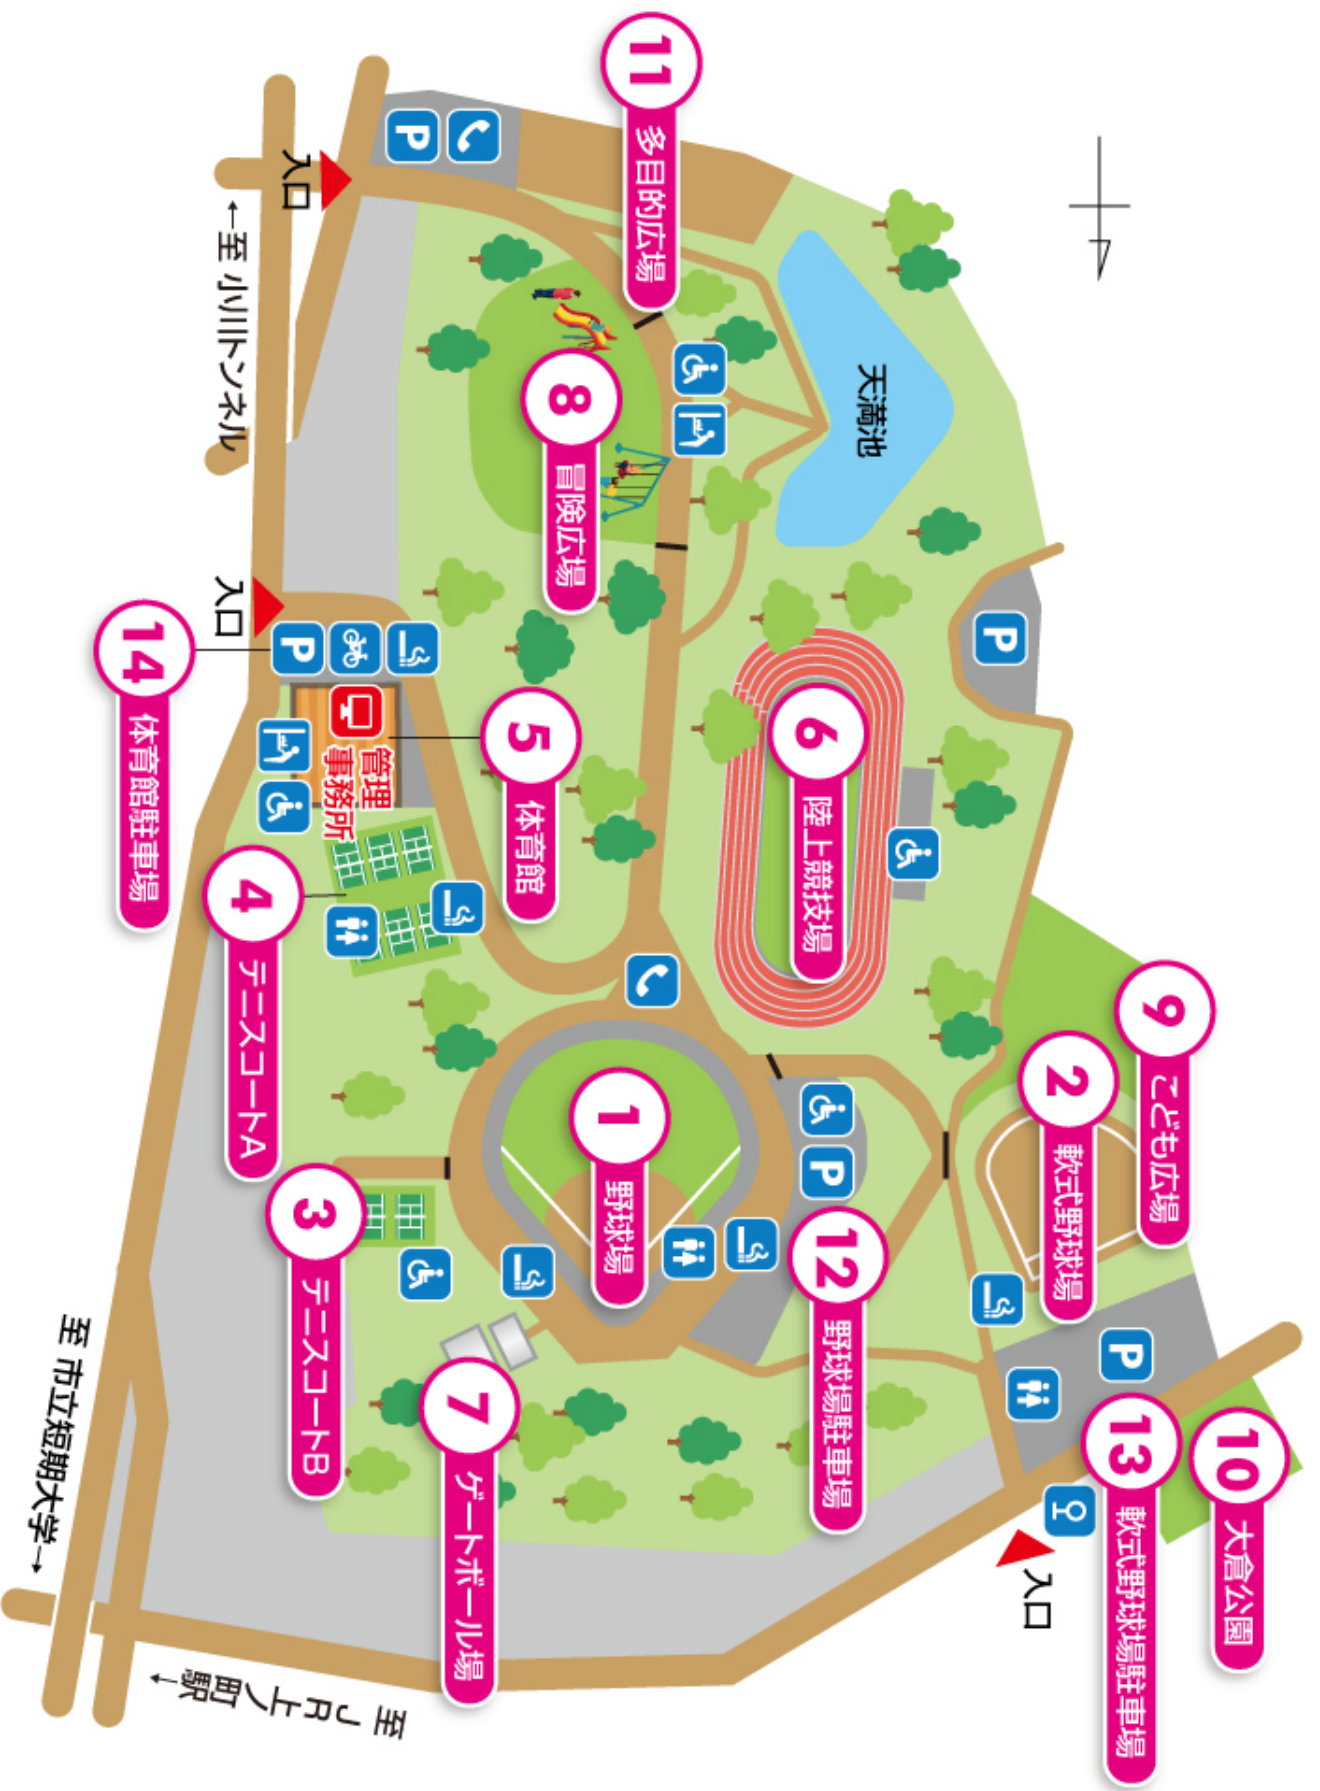 11
多目的広場
入口
←至 小川トンネル
天満池
8
冒険広場
入口
14
体育館駐車場
P
P
P
管理
事務所
5
体育館
6
陸上競技場
4
テニスコートA
9
こども広場
2
軟式野球場
1
野球場
3
テニスコートB
P
12
野球場駐車場
7
ゲートボール場
P
13
軟式野球場駐車場
10
大倉公園
入口
至 市立短期大学→
至 JR上ノ町駅→